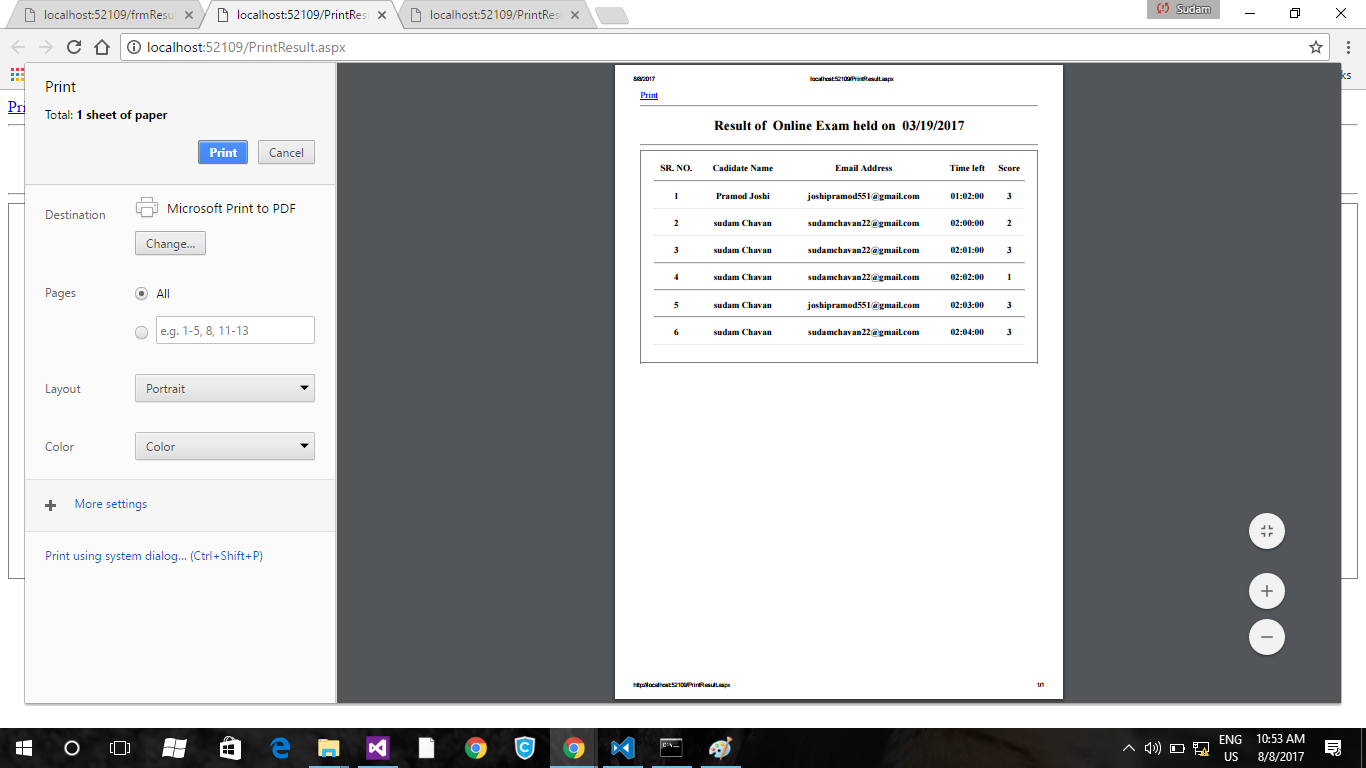 localhost:52109/frmResu
localhost:52109/PrintRes
localhost:52109/PrintRes
Sudam
localhost:52109/PrintResult.aspx
ks
Pri
Print
Total: 1 sheet of paper
Print Cancel
Destination Microsoft Print to PDF
Change...
Pages All
e.g. 1-5, 8, 11-13
Layout Portrait
Color Color
More settings
Print using system dialog... (Ctrl+Shift+P)
8/8/2017 localhost:52109/PrintResult.aspx
Print
Result of Online Exam held on 03/19/2017
SR. NO. Cadidate Name Email Address Time left Score
1 Pramod Joshi joshipramod551@gmail.com 01:02:00 3
2 sudam Chavan sudamchavan22@gmail.com 02:00:00 2
3 sudam Chavan sudamchavan22@gmail.com 02:01:00 3
4 sudam Chavan sudamchavan22@gmail.com 02:02:00 1
5 sudam Chavan joshipramod551@gmail.com 02:03:00 3
6 sudam Chavan sudamchavan22@gmail.com 02:04:00 3
http://localhost:52109/PrintResult.aspx 1/1
ENG
US
10:53 AM
8/8/2017